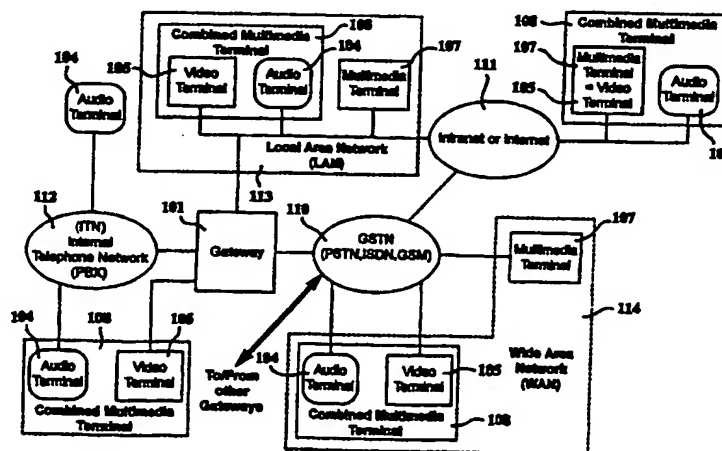 108
Combined Multimedia
Terminal
105
Video
Terminal
104
Audio
Terminal
107
Multimedia
Terminal
Local Area Network
(LAN)
113
104
Audio
Terminal
111
Intranet or Internet
108
Combined Multimedia
Terminal
107
Multimedia
Terminal
Video
105
Terminal
Audio
Terminal
112
(ITN)
Internal
Telephone Network
(PBX)
101
Gateway
110
GSTN
(PSTN,ISDN,GSM)
107
Multimedia
Terminal
114
Wide Area
Network
(WAN)
104
108
105
Audio
Terminal
Video
Terminal
Combined Multimedia
Terminal
To/From
other
Gateways
104
Audio
Terminal
Video
Terminal
105
Combined Multimedia
Terminal
108